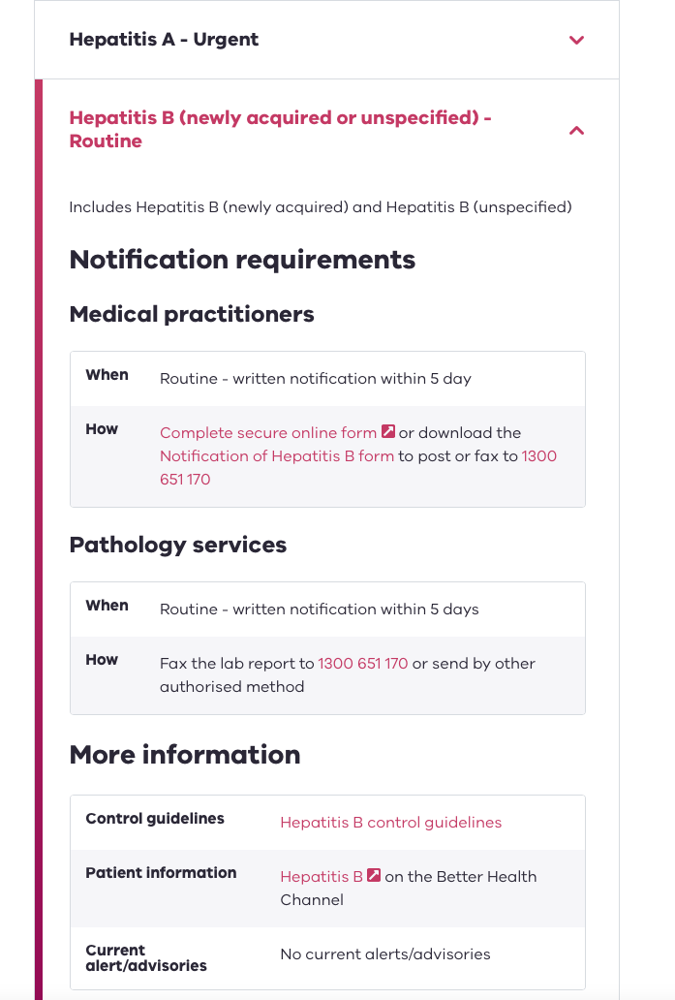 Hepatitis A - Urgent
Hepatitis B (newly acquired or unspecified) -
Routine
Includes Hepatitis B (newly acquired) and Hepatitis B (unspecified)
Notification requirements
Medical practitioners
When
Routine - written notification within 5 day
How
Complete secure online form or download the
Notification of Hepatitis B form to post or fax to 1300
651 170
Pathology services
When
Routine - written notification within 5 days
How
Fax the lab report to 1300 651 170 or send by other
authorised method
More information
Control guidelines
Hepatitis B control guidelines
Patient information
Hepatitis B on the Better Health
Channel
Current
alert/advisories
No current alerts/advisories